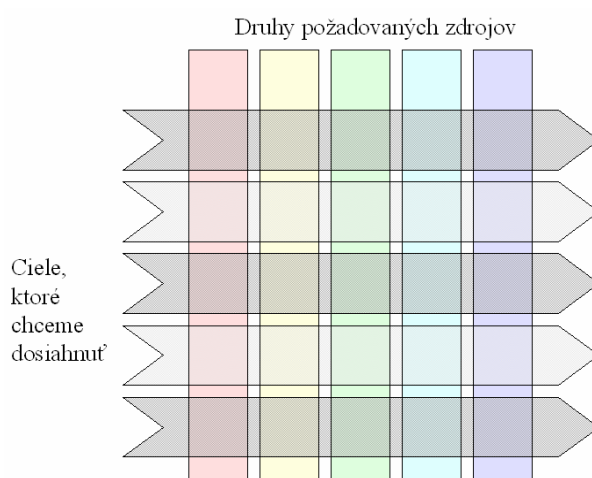 Druhy požadovaných zdrojov
Ciele,
ktoré
chceme
dosiahnuť